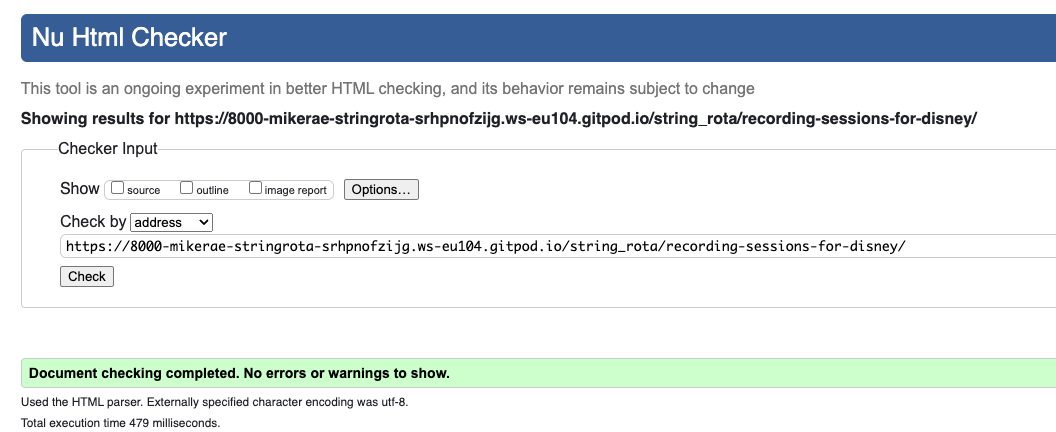 Nu Html Checker
This tool is an ongoing experiment in better HTML checking, and its behavior remains subject to change
Showing results for https://8000-mikerae-stringrota-srhpnofzijg.ws-eu104.gitpod.io/string_rota/recording-sessions-for-disney/
Checker Input
Show source outline image report Options...
Check by address
https://8000-mikerae-stringrota-srhpnofzijg.ws-eu104.gitpod.io/string_rota/recording-sessions-for-disney/
Check
Document checking completed. No errors or warnings to show.
Used the HTML parser. Externally specified character encoding was utf-8.
Total execution time 479 milliseconds.